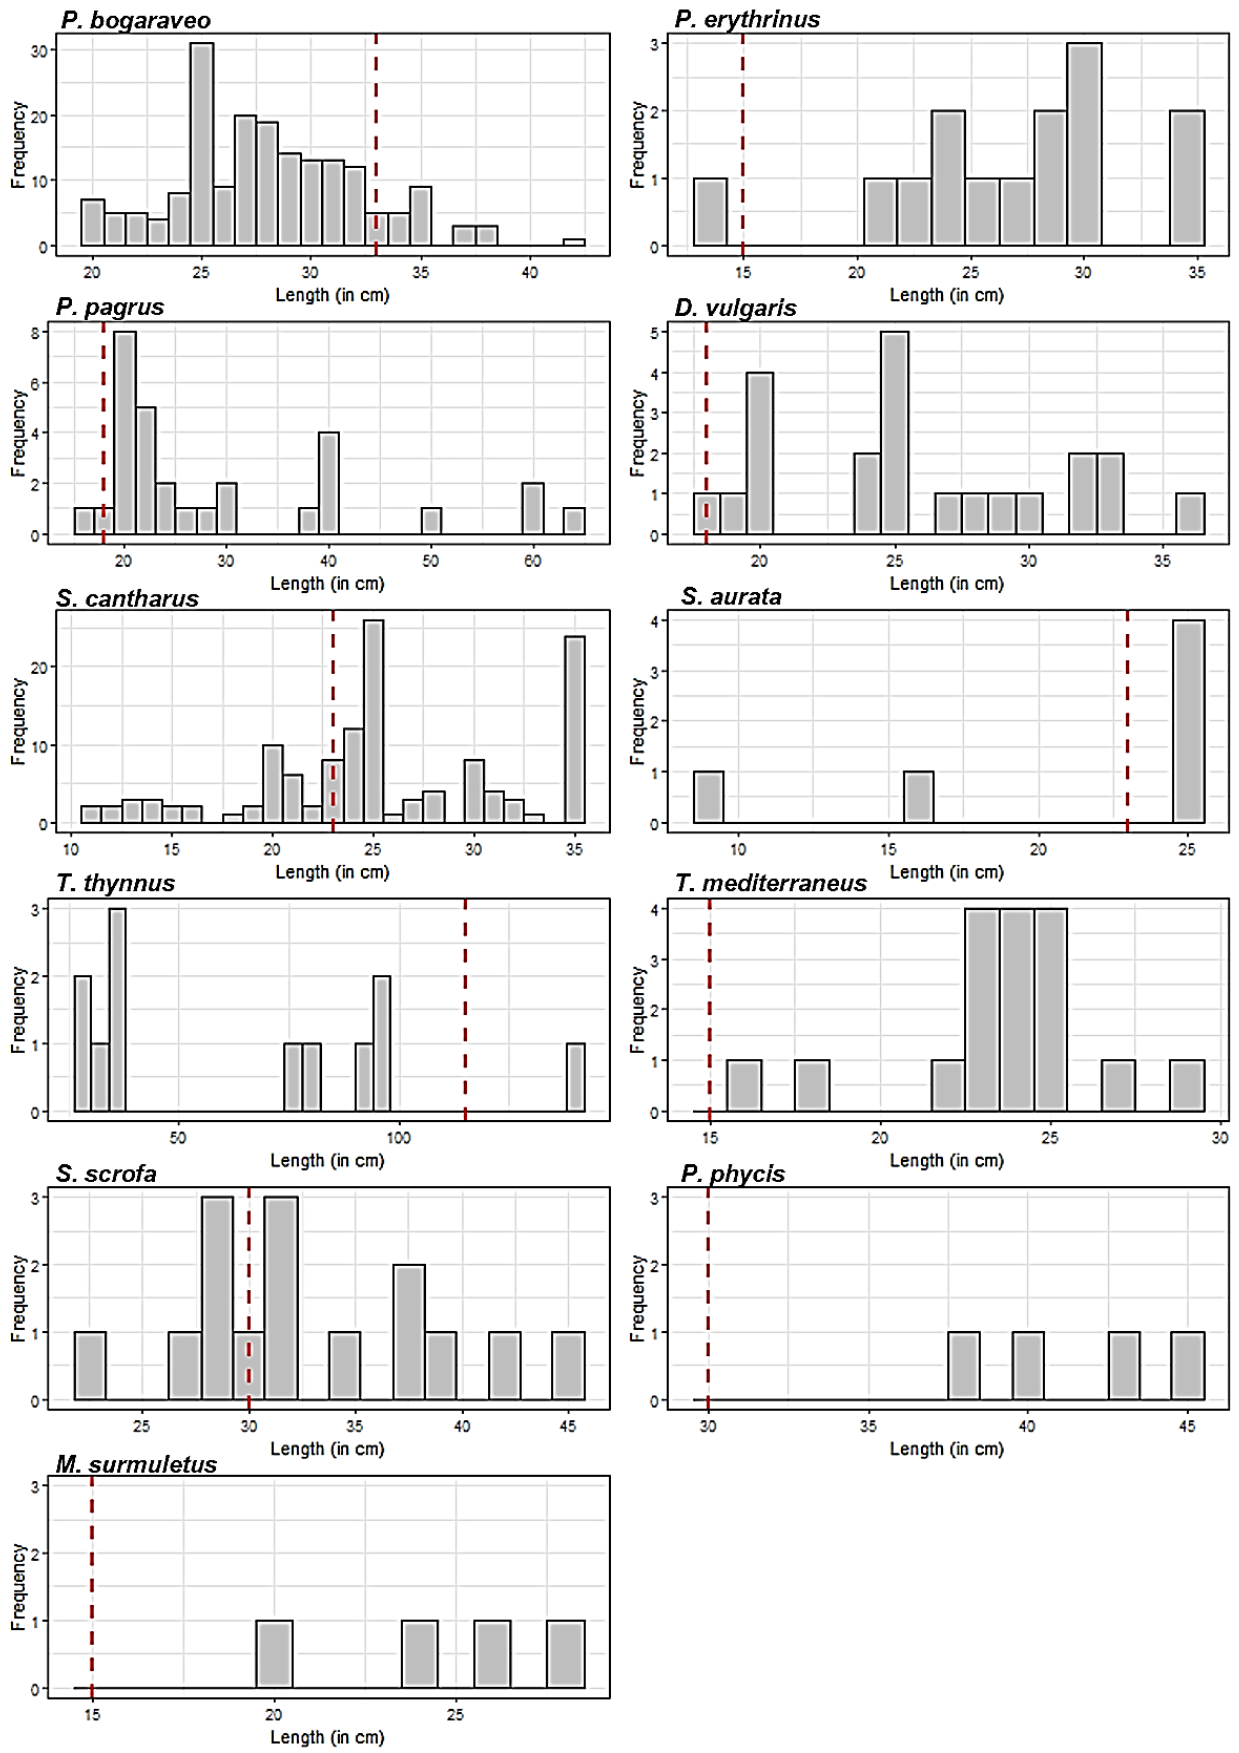 P. bogaraveo
Frequency
30
20
10
0
20 25 30 35 40
Length (in cm)
P. erythrinus
Frequency
3
2
1
0
15 20 25 30 35
Length (in cm)
P. pagrus
Frequency
8
6
4
2
0
20 30 40 50 60
Length (in cm)
D. vulgaris
Frequency
5
4
3
2
1
0
20 25 30 35
Length (in cm)
S. cantharus
Frequency
20
10
0
10 15 20 25 30 35
Length (in cm)
S. aurata
Frequency
4
3
2
1
0
10 15 20 25
Length (in cm)
T. thynnus
Frequency
3
2
1
0
50 100
Length (in cm)
T. mediterraneus
Frequency
4
3
2
1
0
15 20 25 30
Length (in cm)
S. scrofa
Frequency
3
2
1
0
25 30 35 40 45
Length (in cm)
P. phycis
Frequency
3
2
1
0
30 35 40 45
Length (in cm)
M. surmuletus
Frequency
3
2
1
0
15 20 25
Length (in cm)